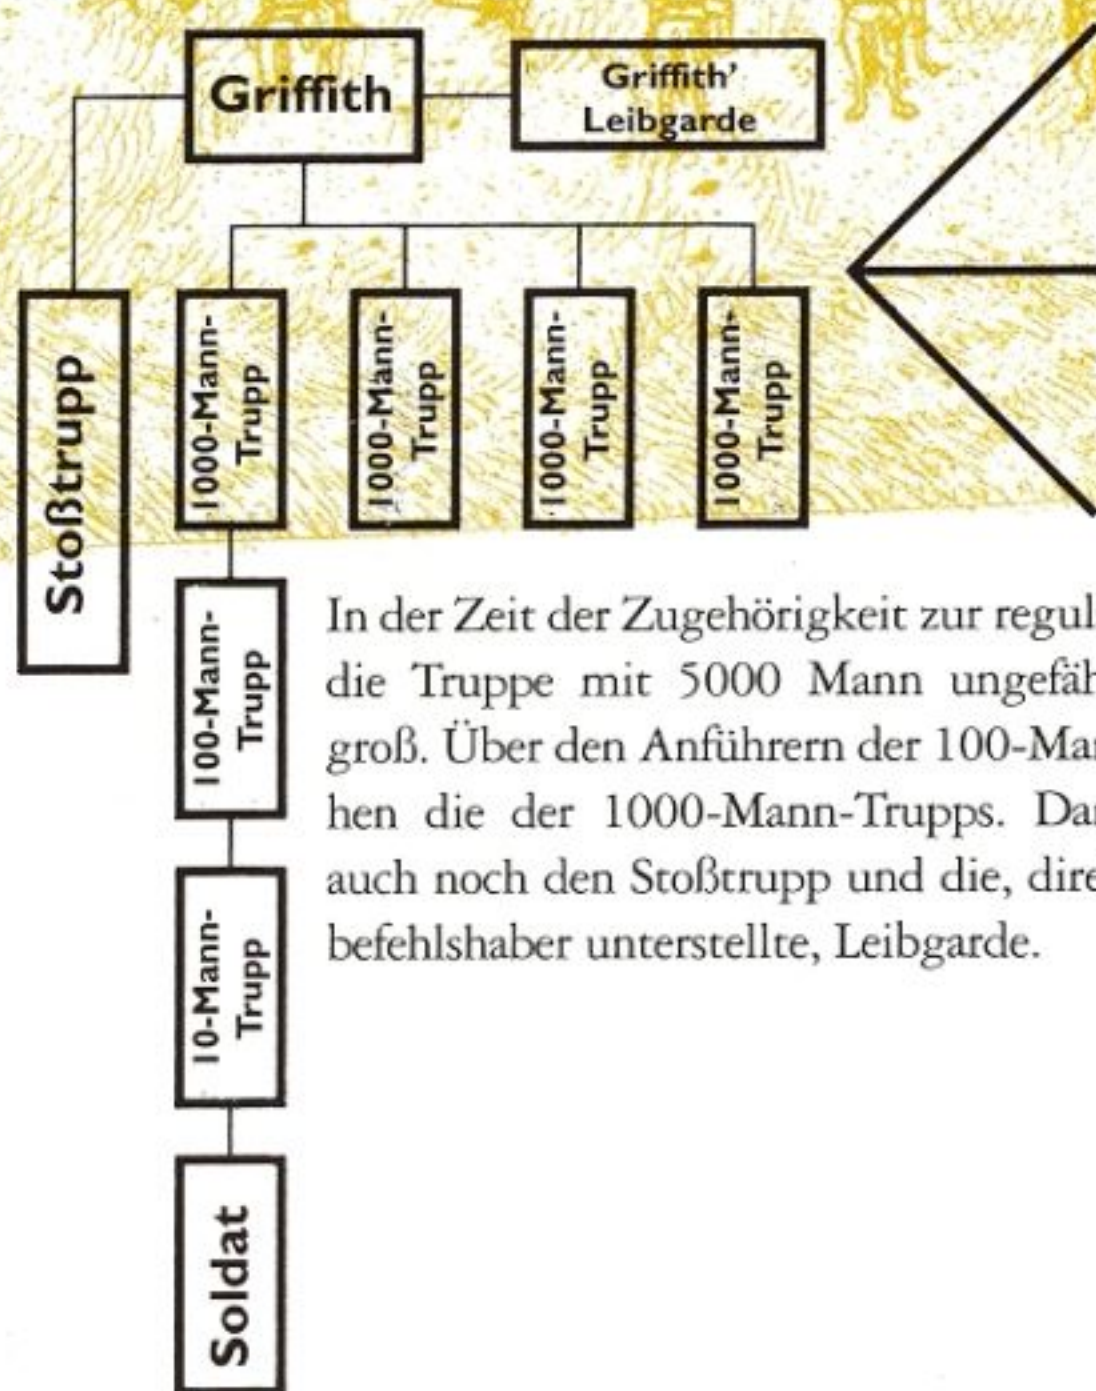 Griffith
Griffith'
Leibgarde
Stoßtrupp
1000-Mann-
Trupp
1000-Mann-
Trupp
1000-Mann-
Trupp
1000-Mann-
Trupp
100-Mann-
Trupp
10-Mann-
Trupp
Soldat
In der Zeit der Zugehörigkeit zur regul
die Truppe mit 5000 Mann ungefäh
groß. Über den Anführern der 100-Man
hen die der 1000-Mann-Trupps. Dar
auch noch den Stoßtrupp und die, dire
befehlshaber unterstellte, Leibgarde.